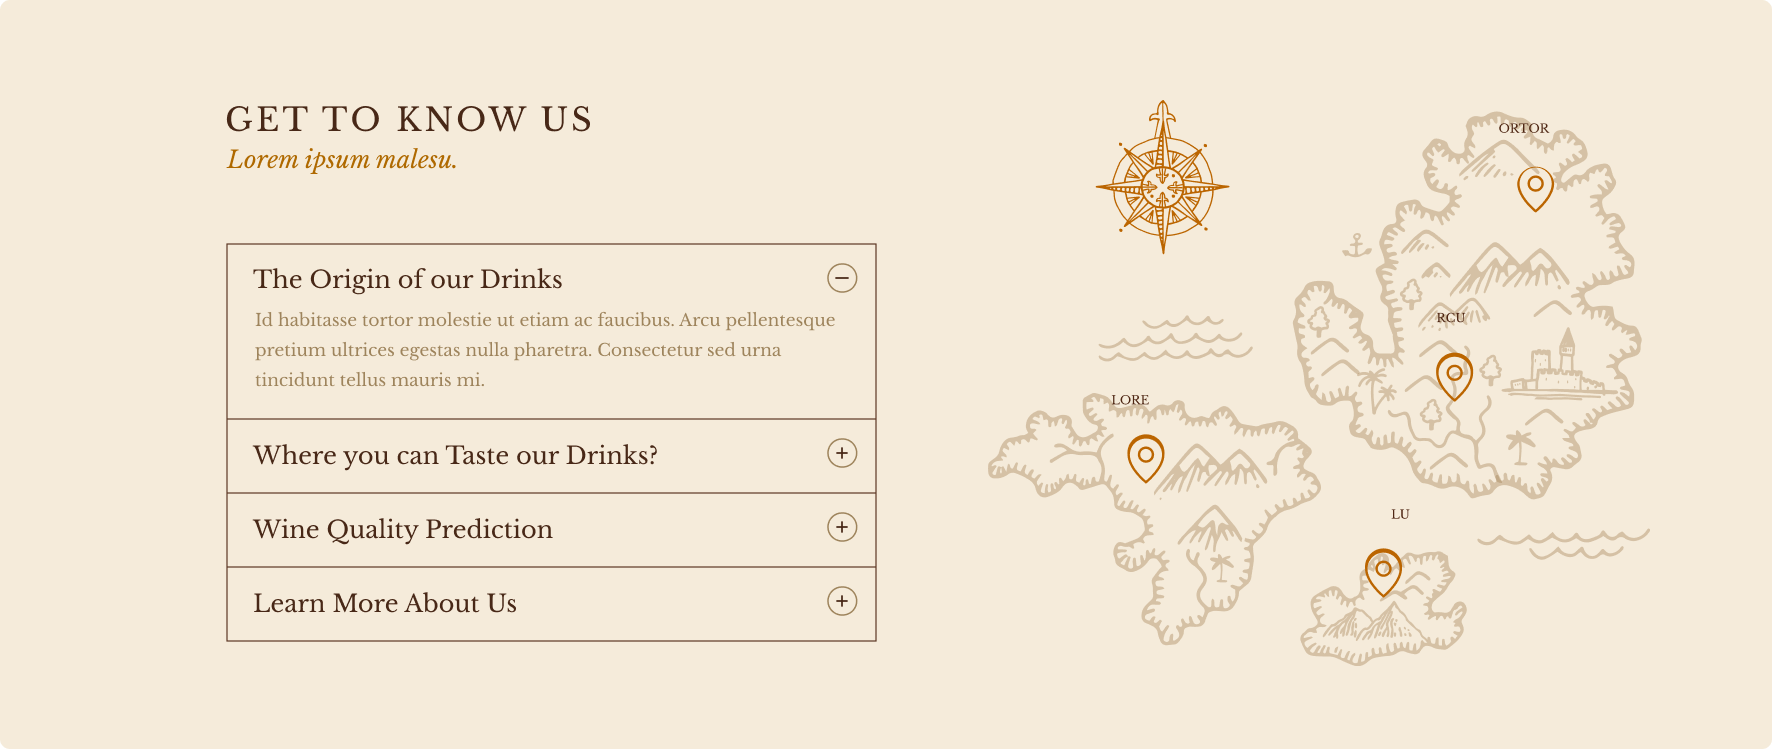 GET TO KNOW US
Lorem ipsum malesu.
The Origin of our Drinks
Id habitasse tortor molestie ut etiam ac faucibus. Arcu pellentesque
pretium ultrices egestas nulla pharetra. Consectetur sed urna
tincidunt tellus mauris mi.
Where you can Taste our Drinks?
Wine Quality Prediction
Learn More About Us
ORTOR
RCU
LORE
LU